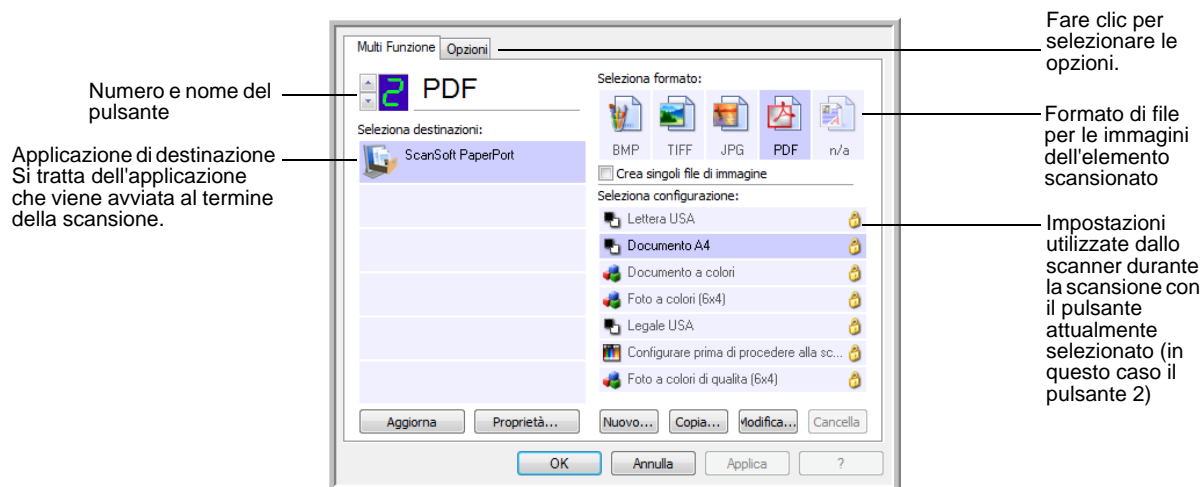 Fare clic per
selezionare le
opzioni.
Multi Funzione Opzioni
Numero e nome del
pulsante
2 PDF
Seleziona destinazioni:
Applicazione di destinazione
Si tratta dell'applicazione
che viene avviata al termine
della scansione.
ScanSoft PaperPort
Seleziona formato:
BMP TIFF JPG PDF n/a
Crea singoli file di immagine
Formato di file
per le immagini
dell'elemento
scansionato
Seleziona configurazione:
Lettera USA
Documento A4
Documento a colori
Foto a colori (6x4)
Legale USA
Configurare prima di procedere alla sc...
Foto a colori di qualita (6x4)
Impostazioni
utilizzate dallo
scanner durante
la scansione con
il pulsante
attualmente
selezionato (in
questo caso il
pulsante 2)
Aggiorna Proprietà... Nuovo... Copia... Modifica... Cancella
OK Annulla Applica ?